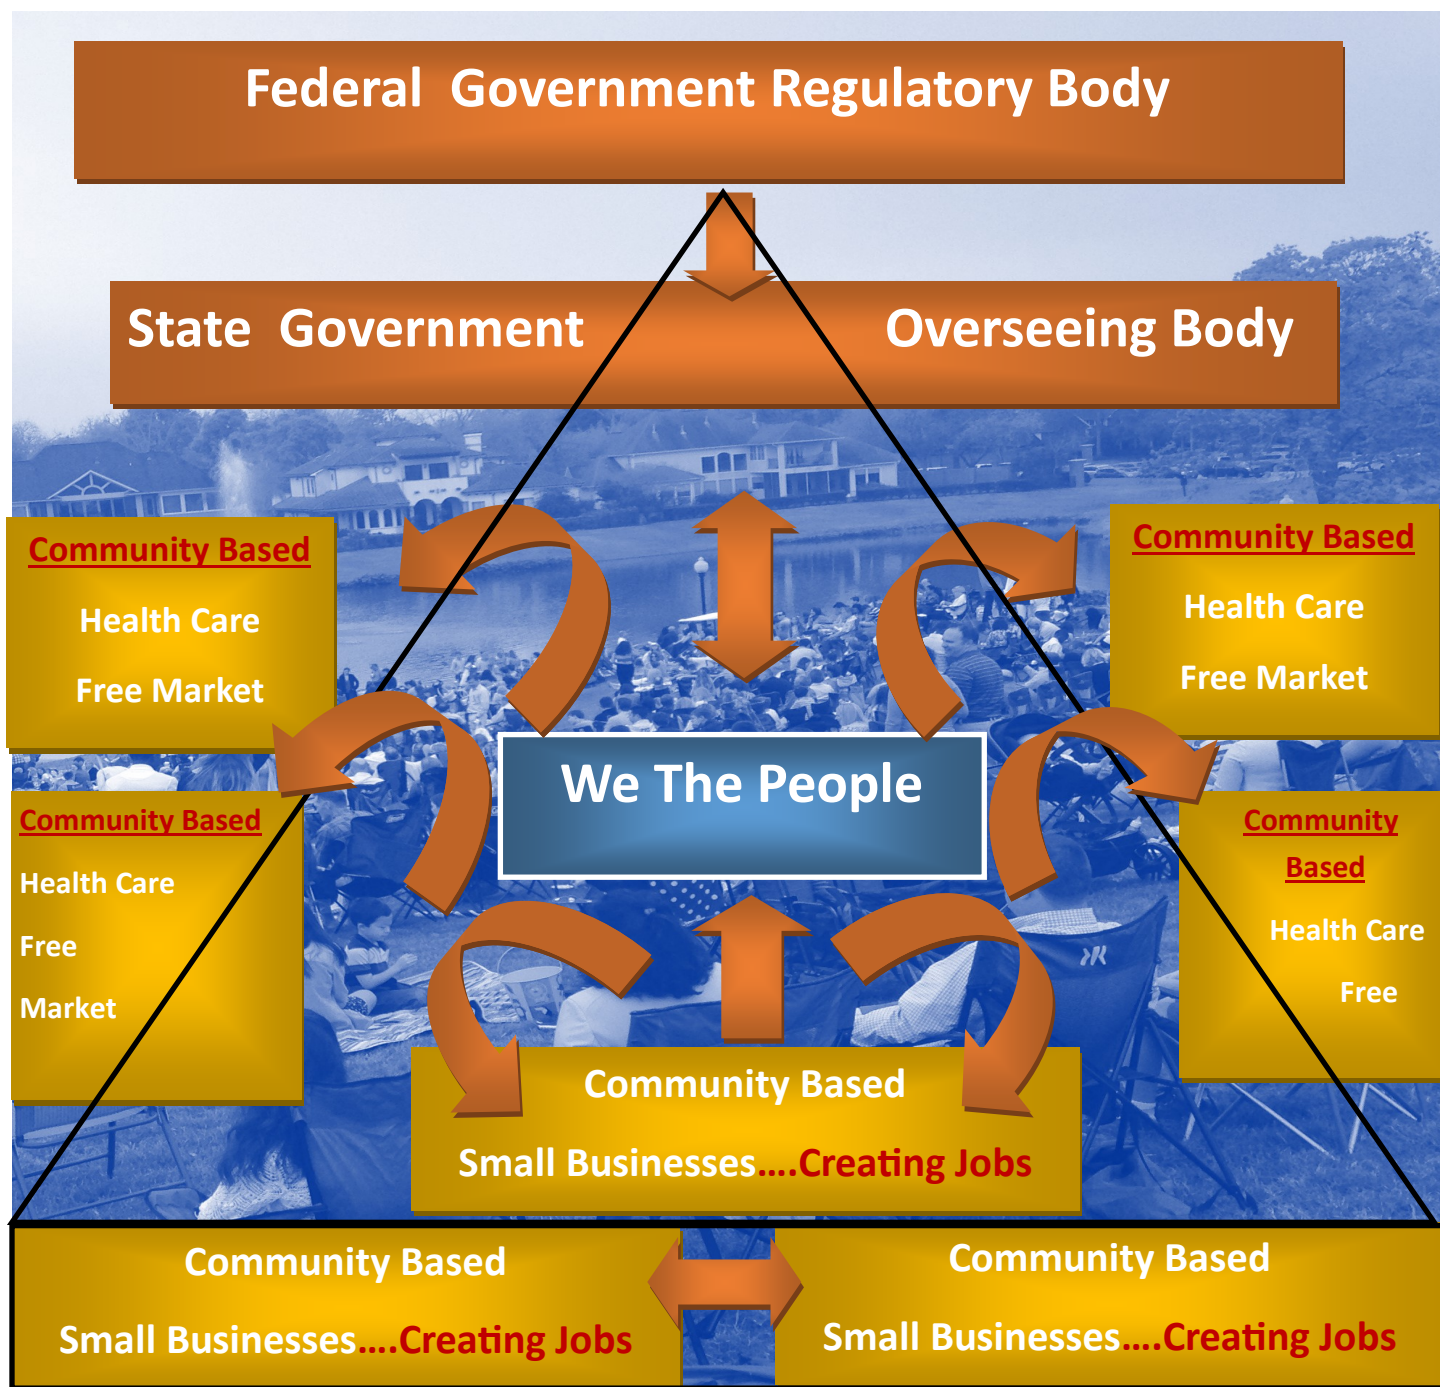 Federal  Government Regulatory Body
State  Government Overseeing Body
Community Based
Health Care
Free Market
Community Based
Health Care
Free Market
We The People
Community Based
Health Care
Free
Market
Community
Based
Health Care
Free
Community Based
Small Businesses….Creating Jobs
Community Based
Small Businesses….Creating Jobs
Community Based
Small Businesses….Creating Jobs